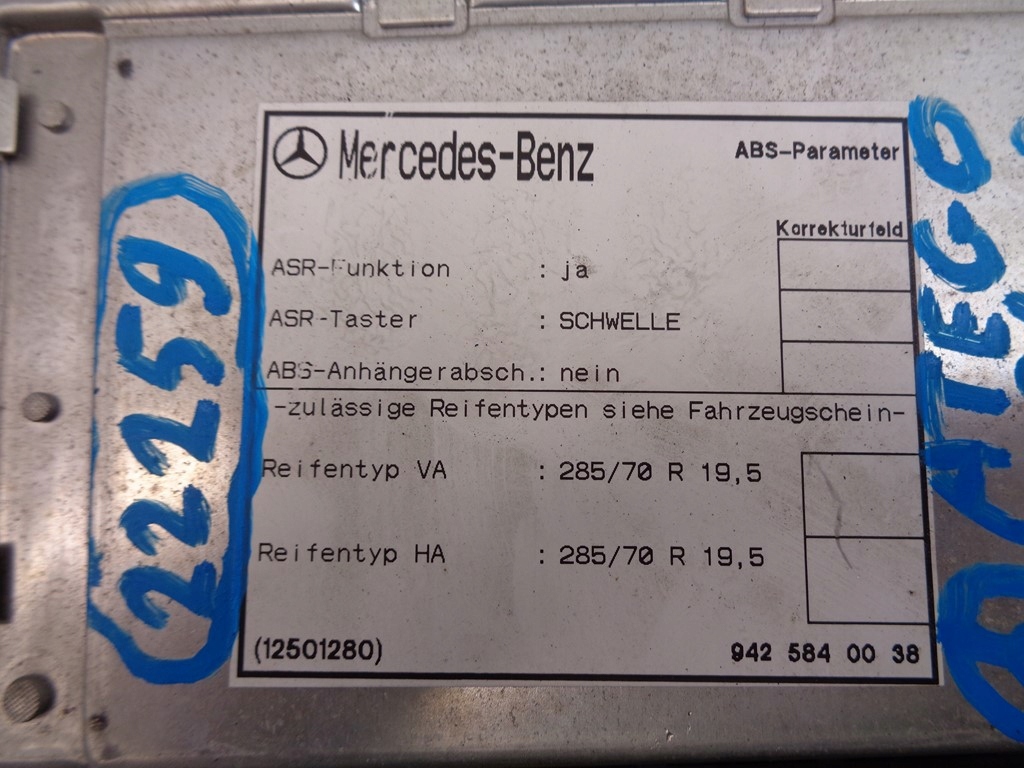 Mercedes-Benz
ABS-Parameter
Korrekturfeld
ASR-Funktion : ja
ASR-Taster : SCHWELLE
ABS-Anhängerabsch.: nein
-zulässige Reifentypen siehe Fahrzeugschein-
Reifentyp VA : 285/70 R 19,5
Reifentyp HA : 285/70 R 19,5
(12501280)
942 584 00 38
22259
ATEGO